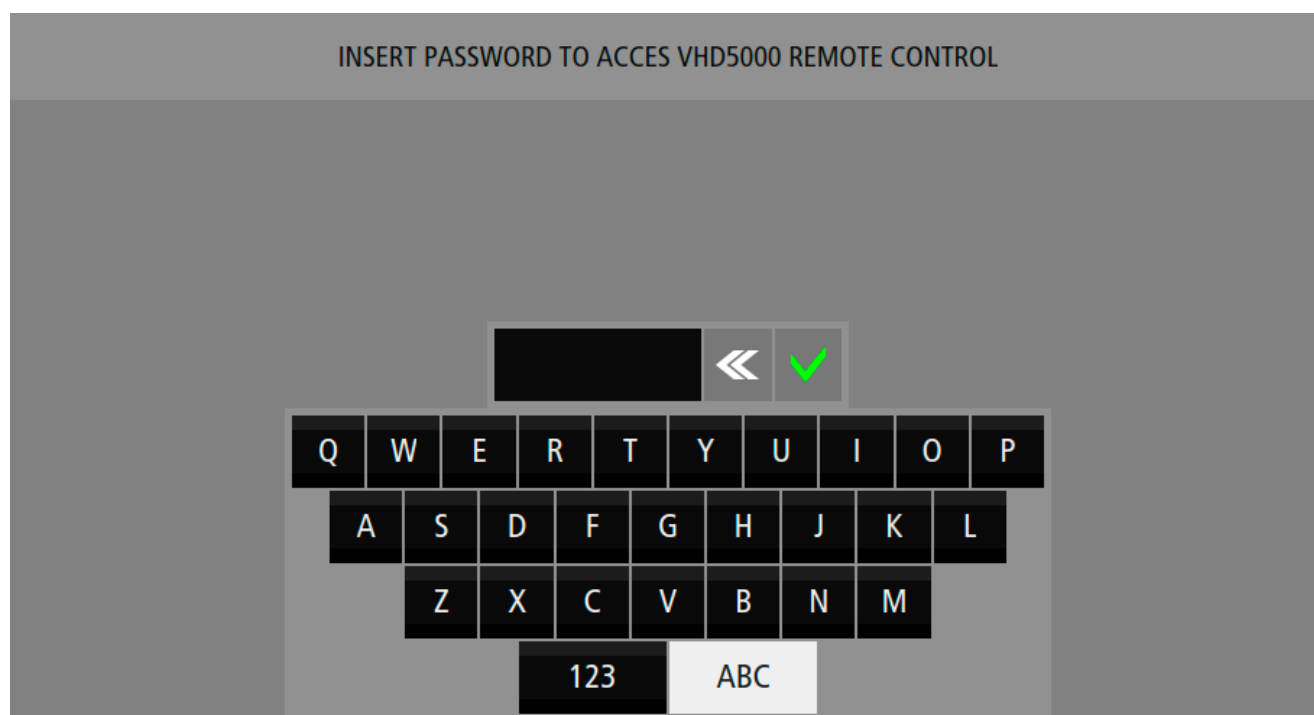 INSERT PASSWORD TO ACCES VHD5000 REMOTE CONTROL
Q W E R T Y U I O P
A S D F G H J K L
Z X C V B N M
123 ABC